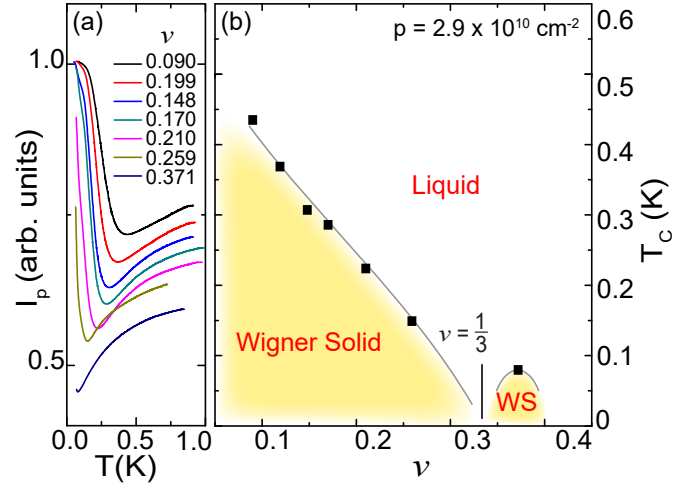 (a)
ν
0.090
0.199
0.148
0.170
0.210
0.259
0.371
1.0
0.5
I_p (arb. units)
0.0 0.5 1.0
T(K)
(b)
p = 2.9 x 10^10 cm^-2
Liquid
Wigner Solid
ν = 1/3
WS
0.6
0.5
0.4
0.3
0.2
0.1
0
T_C (K)
0.1 0.2 0.3 0.4
ν